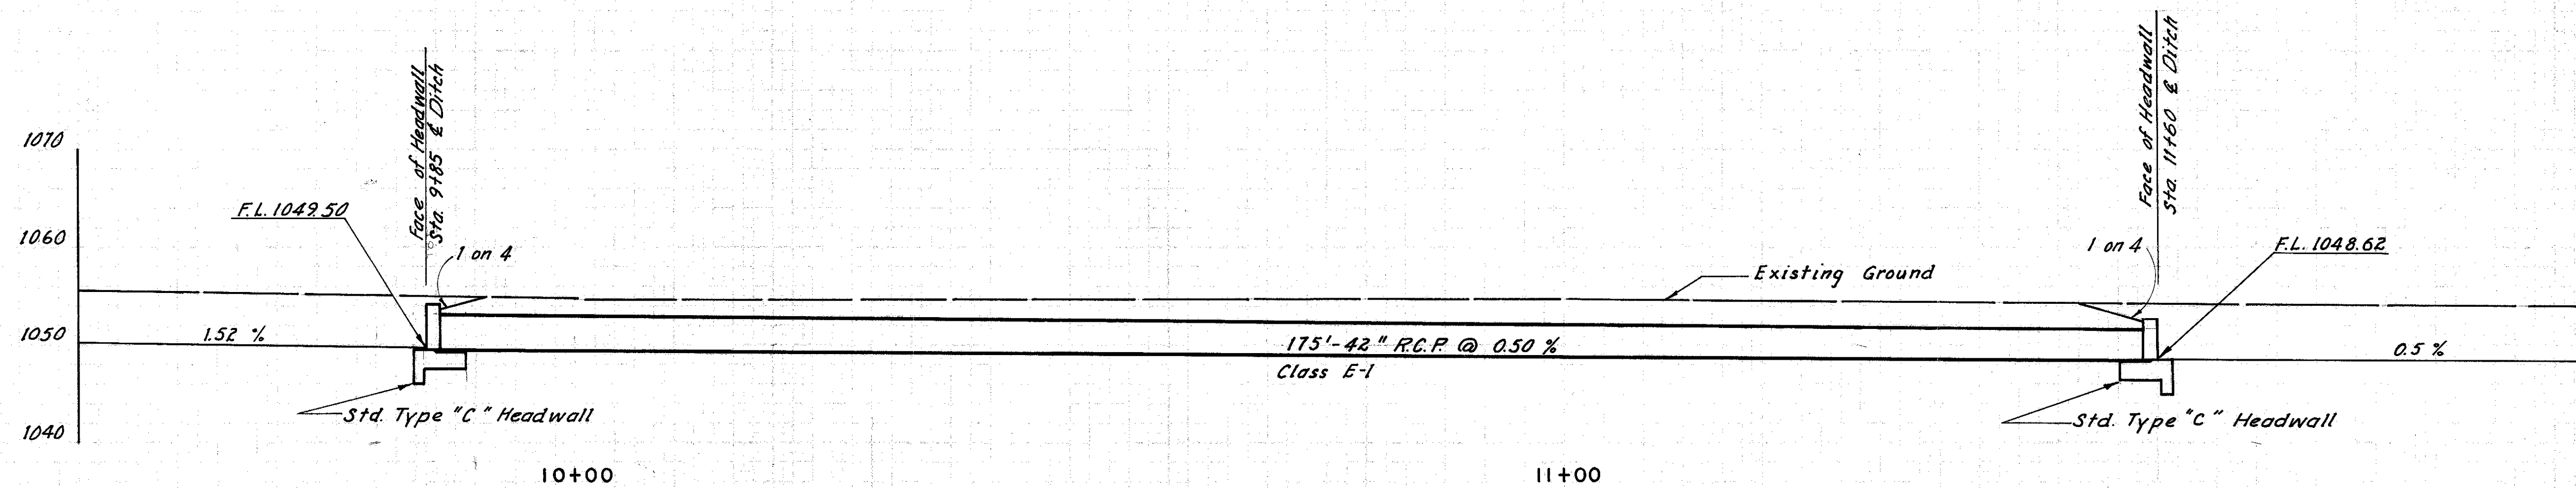 1070
1060
1050
1040
Face of Headwall
Sta. 9+85 ℄ Ditch
F.L. 1049.50
1 on 4
1.52 %
Std. Type "C" Headwall
10+00
175'-42" R.C.P. @ 0.50 %
Class E-1
Existing Ground
11+00
Face of Headwall
Sta. 11+60 ℄ Ditch
1 on 4
F.L. 1048.62
0.5 %
Std. Type "C" Headwall